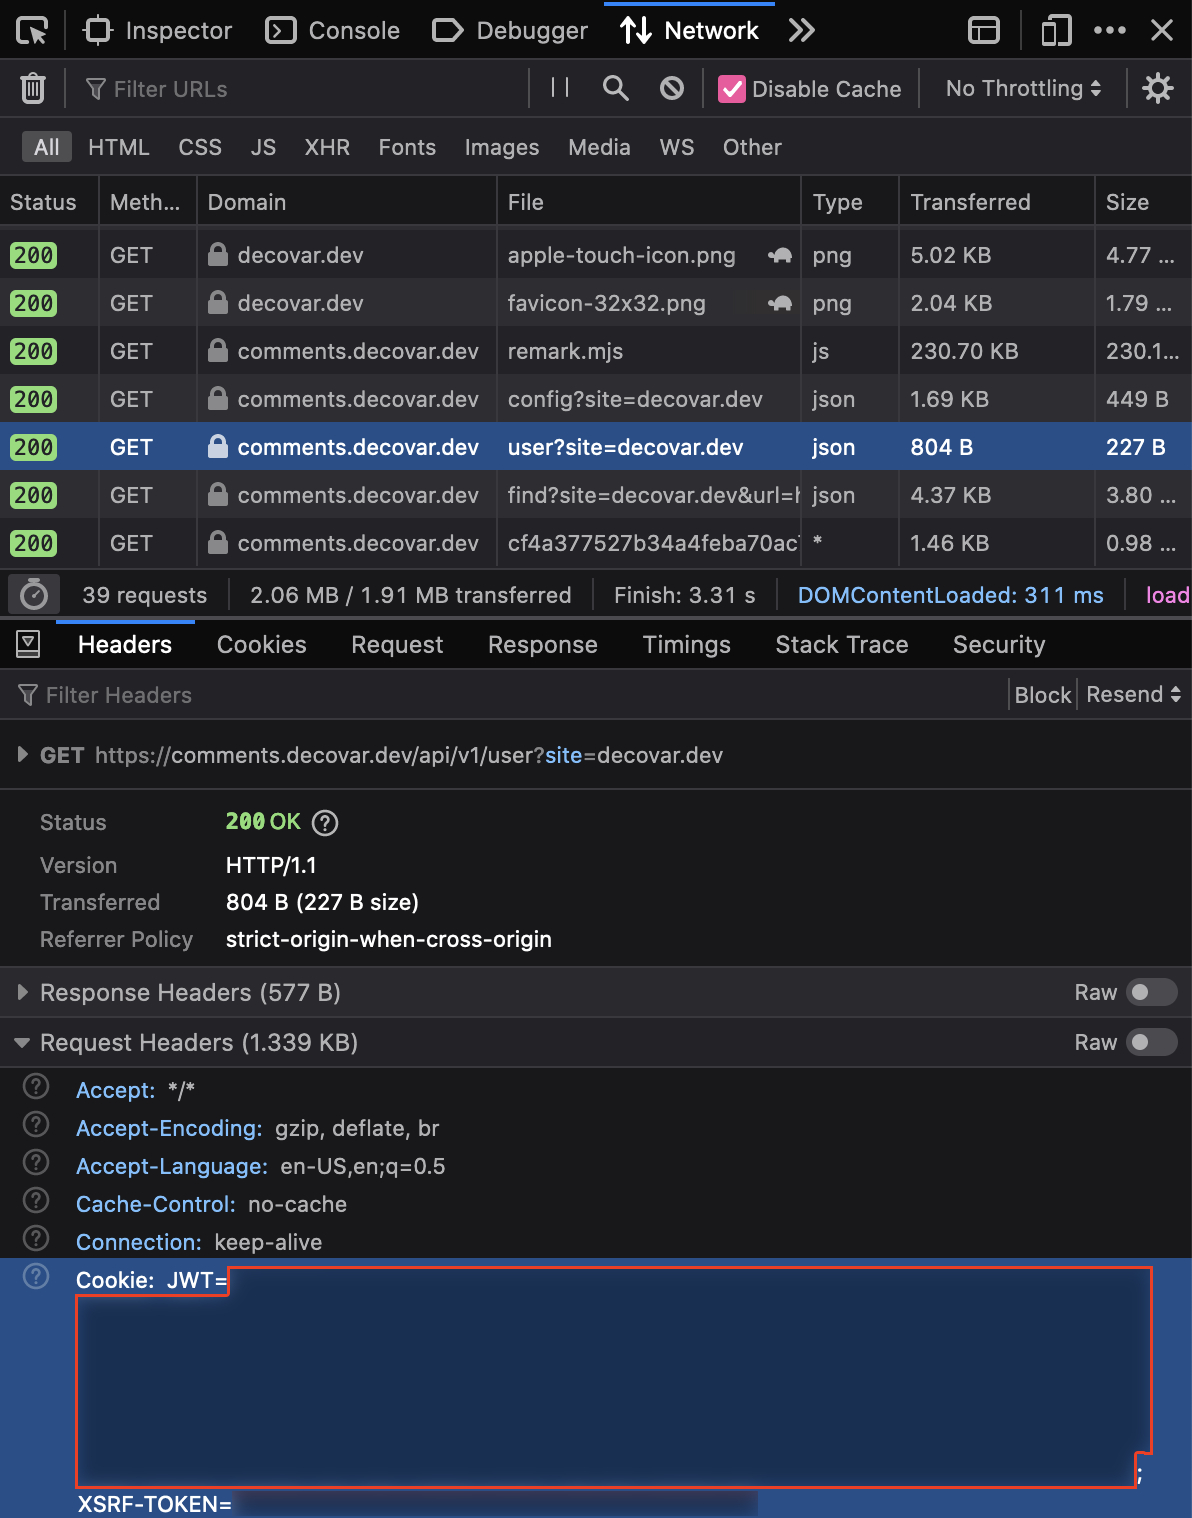 Inspector Console Debugger Network
Filter URLs Disable Cache No Throttling
All HTML CSS JS XHR Fonts Images Media WS Other
Status Meth... Domain File Type Transferred Size
200 GET decovar.dev apple-touch-icon.png png 5.02 KB 4.77 ...
200 GET decovar.dev favicon-32x32.png png 2.04 KB 1.79 ...
200 GET comments.decovar.dev remark.mjs js 230.70 KB 230.1...
200 GET comments.decovar.dev config?site=decovar.dev json 1.69 KB 449 B
200 GET comments.decovar.dev user?site=decovar.dev json 804 B 227 B
200 GET comments.decovar.dev find?site=decovar.dev&url=h json 4.37 KB 3.80 ...
200 GET comments.decovar.dev cf4a377527b34a4feba70ac * 1.46 KB 0.98 ...
39 requests 2.06 MB / 1.91 MB transferred Finish: 3.31 s DOMContentLoaded: 311 ms load
Headers Cookies Request Response Timings Stack Trace Security
Filter Headers Block Resend
GET https://comments.decovar.dev/api/v1/user?site=decovar.dev
Status 200 OK ?
Version HTTP/1.1
Transferred 804 B (227 B size)
Referrer Policy strict-origin-when-cross-origin
Response Headers (577 B) Raw
Request Headers (1.339 KB) Raw
? Accept: */*
? Accept-Encoding: gzip, deflate, br
? Accept-Language: en-US,en;q=0.5
? Cache-Control: no-cache
? Connection: keep-alive
? Cookie: JWT=
;
XSRF-TOKEN=